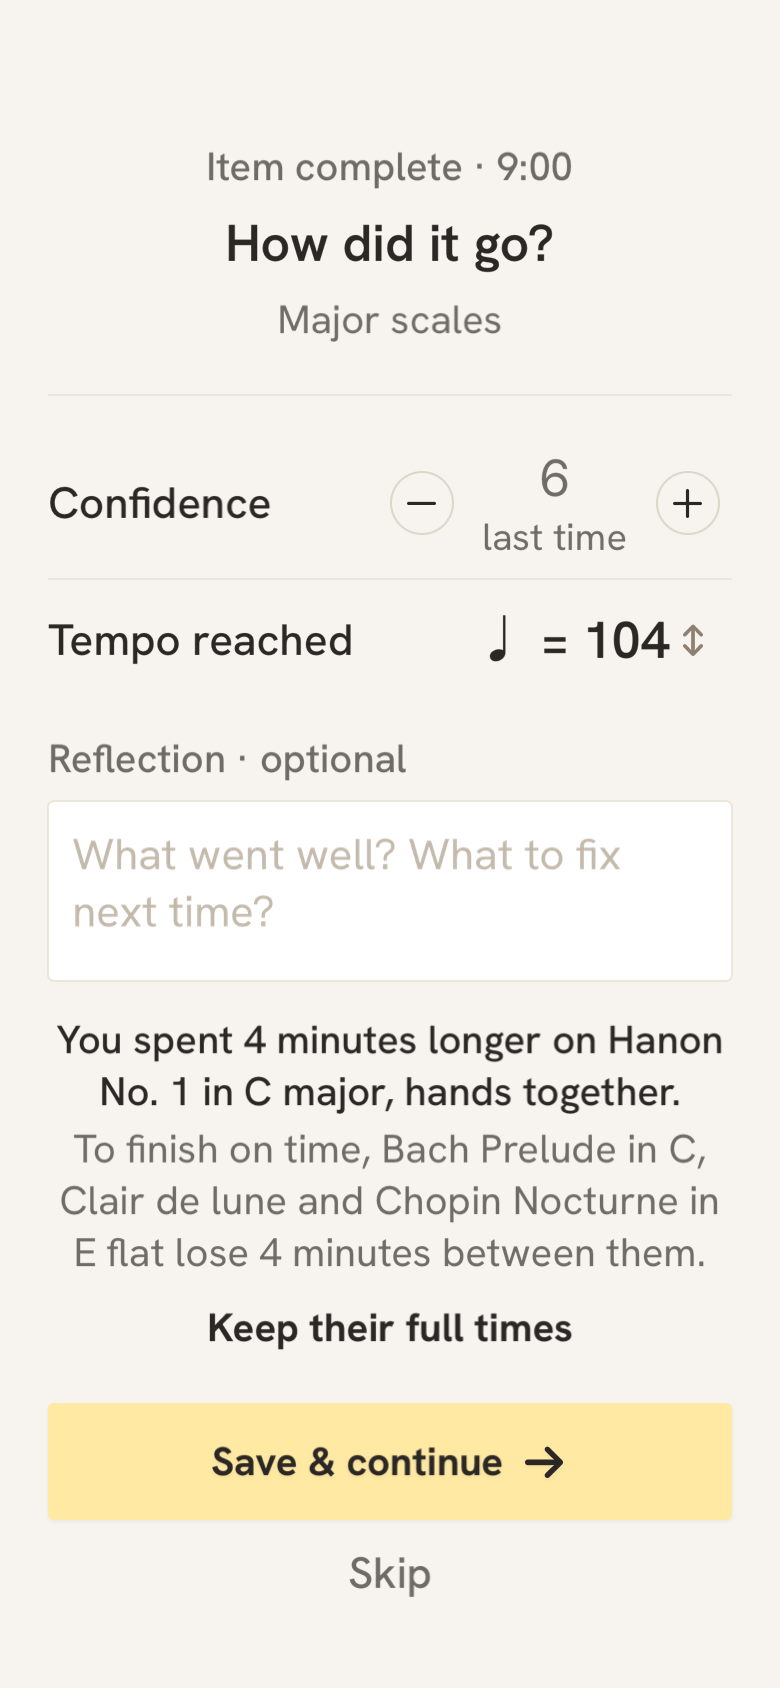 Item complete · 9:00
How did it go?
Major scales
Confidence
6
last time
Tempo reached
♩ = 104
Reflection · optional
What went well? What to fix
next time?
You spent 4 minutes longer on Hanon
No. 1 in C major, hands together.
To finish on time, Bach Prelude in C,
Clair de lune and Chopin Nocturne in
E flat lose 4 minutes between them.
Keep their full times
Save & continue →
Skip